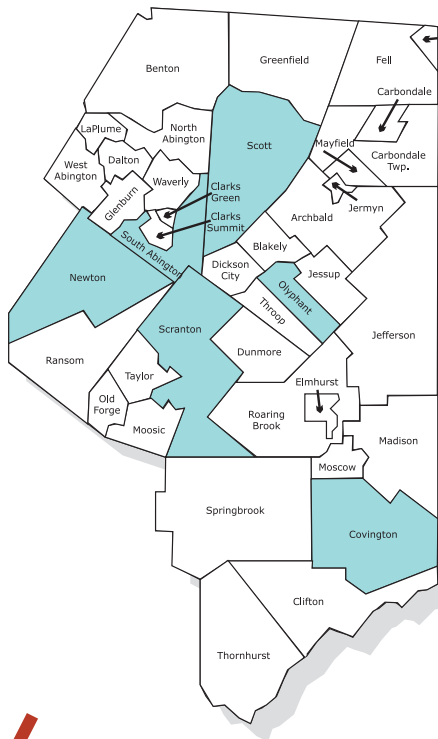 Benton
Greenfield
Fell
Carbondale
LaPlume
North
Abington
Scott
Mayfield
Carbondale
Twp.
West
Abington
Dalton
Waverly
Clarks
Green
Glenburn
Jermyn
Archbald
Clarks
Summit
South Abington
Blakely
Dickson
City
Jessup
Newton
Olyphant
Throop
Scranton
Jefferson
Dunmore
Ransom
Taylor
Elmhurst
Old
Forge
Moosic
Roaring
Brook
Madison
Moscow
Springbrook
Covington
Clifton
Thornhurst